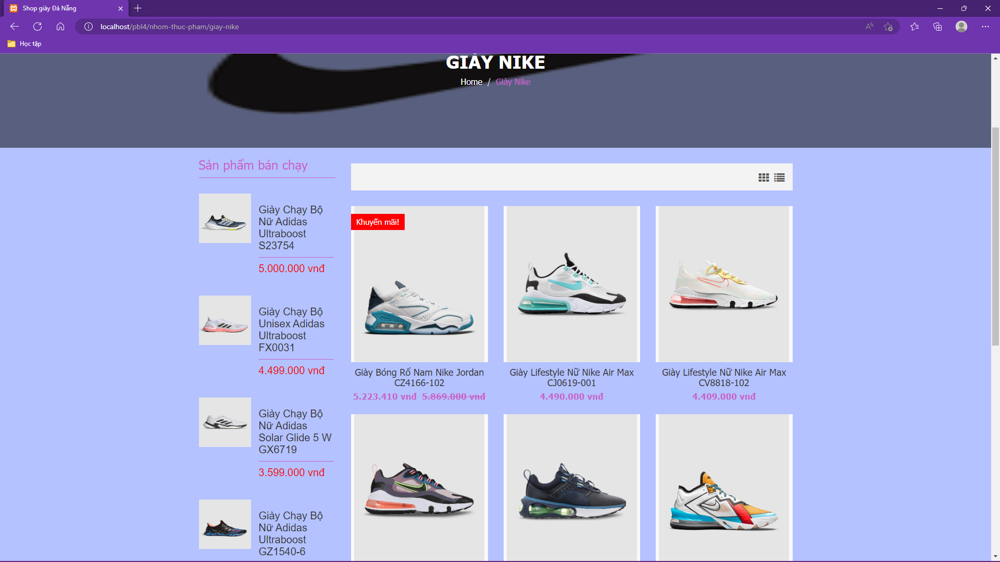 Shop giày Đà Nẵng
localhost/pbl4/nhom-thuc-pham/giay-nike
Học tập
GIÀY NIKE
Home / Giày Nike
Sản phẩm bán chạy
Giày Chạy Bộ
Nữ Adidas
Ultraboost
S23754
5.000.000 vnđ
Giày Chạy Bộ
Unisex Adidas
Ultraboost
FX0031
4.499.000 vnđ
Giày Chạy Bộ
Nữ Adidas
Solar Glide 5 W
GX6719
3.599.000 vnđ
Giày Chạy Bộ
Nữ Adidas
Ultraboost
GZ1540-6
Khuyến mãi!
Giày Bóng Rổ Nam Nike Jordan
CZ4166-102
5.223.410 vnđ 5.869.000 vnđ
Giày Lifestyle Nữ Nike Air Max
CJ0619-001
4.490.000 vnđ
Giày Lifestyle Nữ Nike Air Max
CV8818-102
4.409.000 vnđ